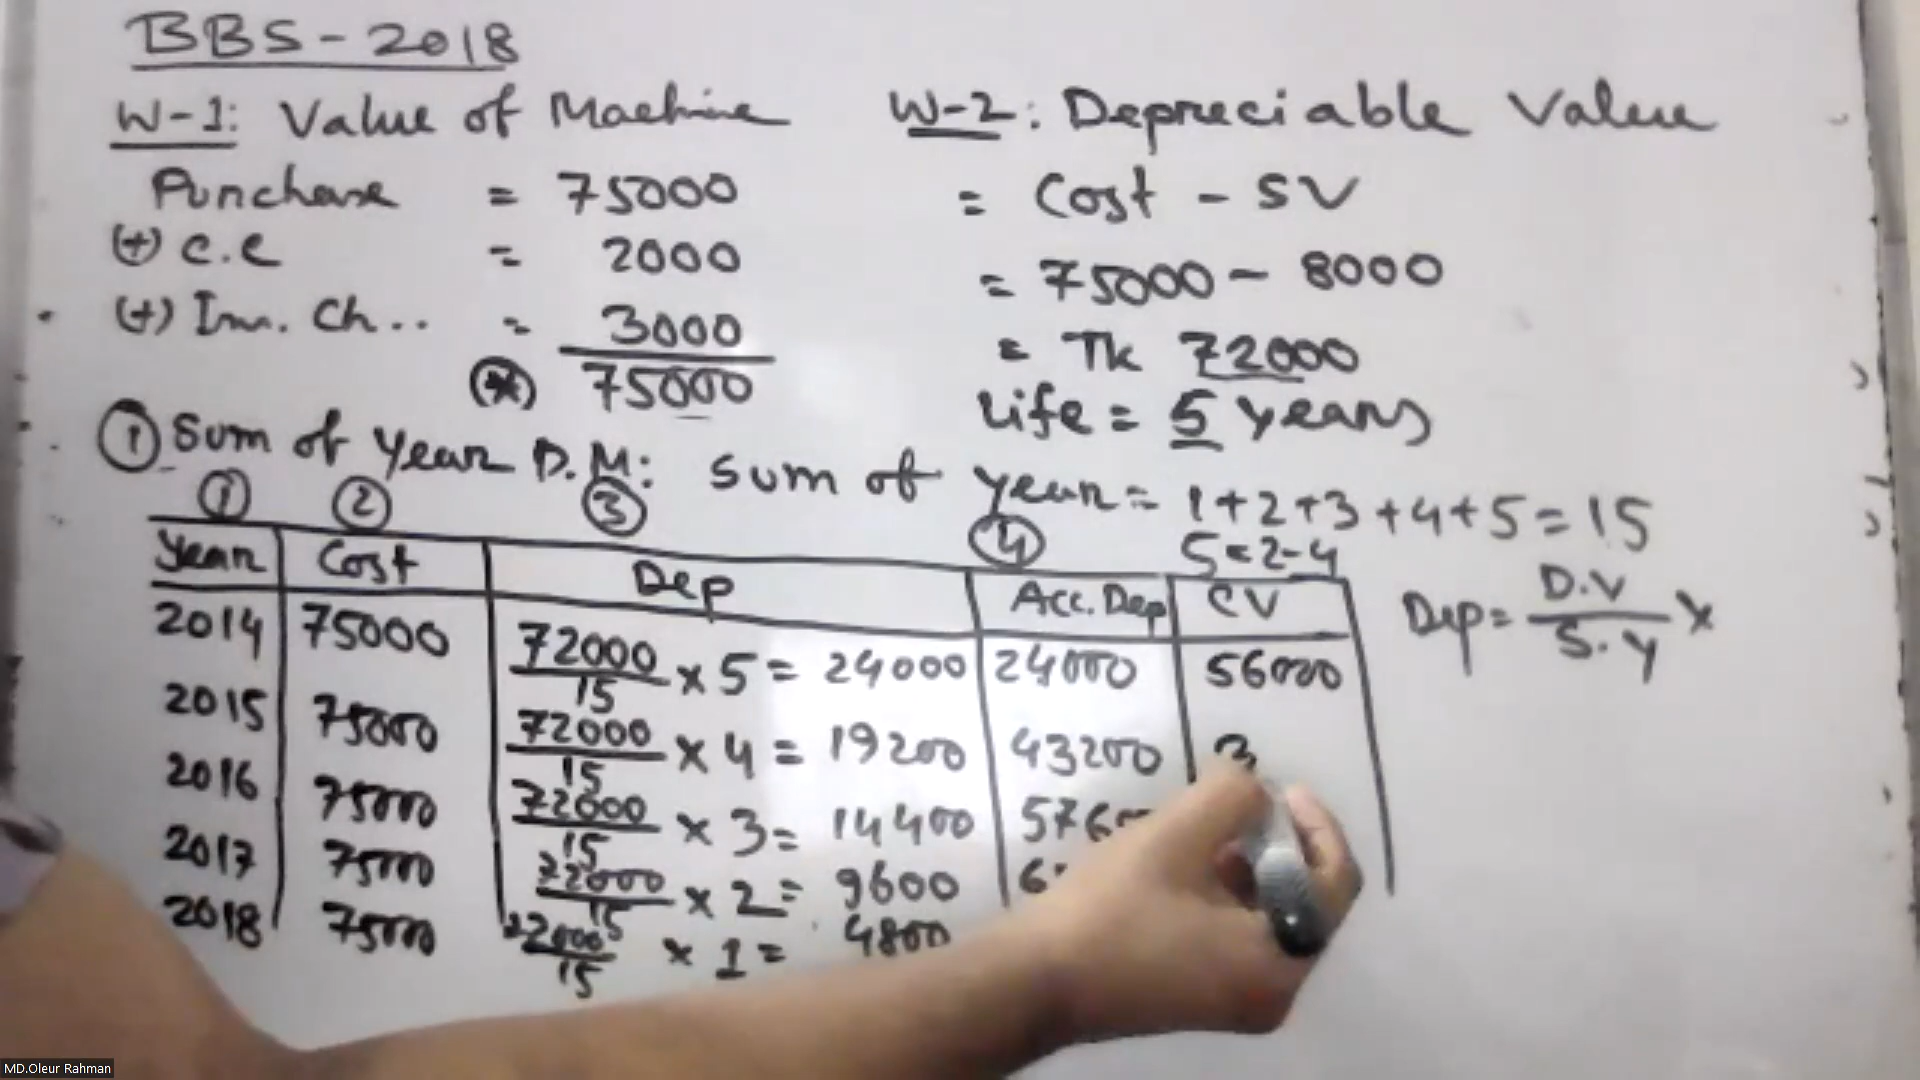 BBS-2018
W-1: Value of Machine
Purchase = 75000
(+) C.C = 2000
(+) Inn. Ch.. = 3000
75000
W-2: Depreciable Value
= Cost - SV
= 75000 - 8000
= Tk 72000
Life = 5 years
① Sum of Year D.M: Sum of year = 1+2+3+4+5=15
① ② ③ ④ 5=2-4
Year Cost Dep Acc. Dep CV
2014 75000 72000/15 × 5 = 24000 24000 56000
2015 75000 72000/15 × 4 = 19200 43200 3
2016 75000 72000/15 × 3 = 14400 5760
2017 75000 72000/15 × 2 = 9600 6
2018 75000 72000/15 × 1 = 4800
Dep = D.V/S.Y ×
MD.Oleur Rahman